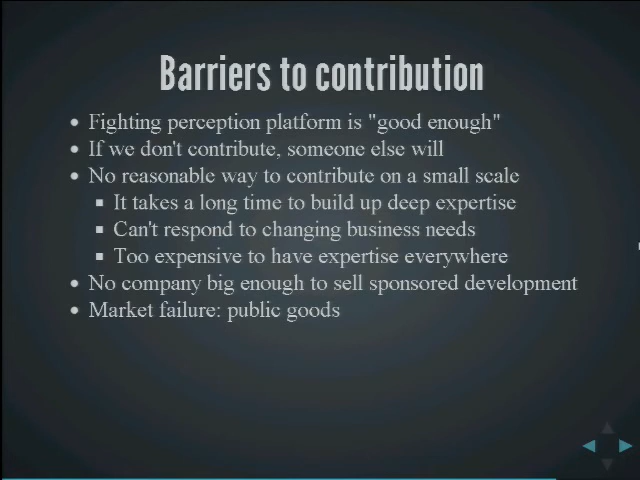 Barriers to contribution
Fighting perception platform is "good enough"
If we don't contribute, someone else will
No reasonable way to contribute on a small scale
It takes a long time to build up deep expertise
Can't respond to changing business needs
Too expensive to have expertise everywhere
No company big enough to sell sponsored development
Market failure: public goods